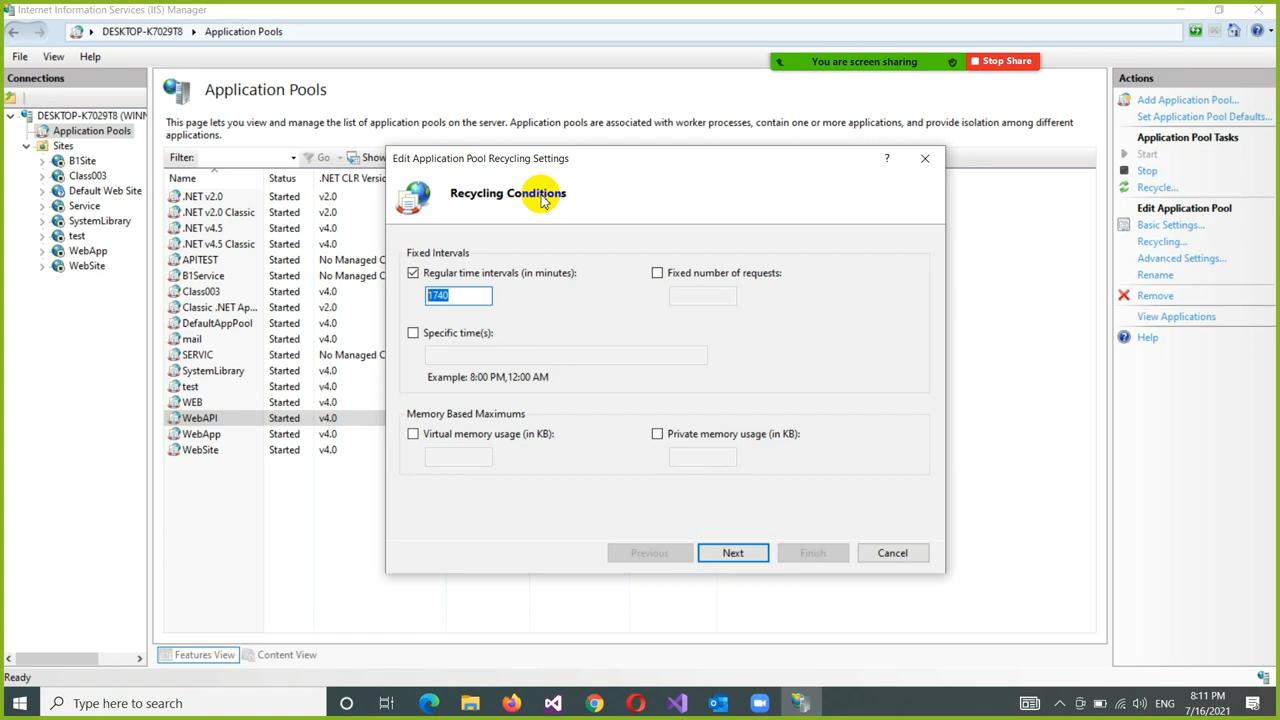 Internet Information Services (IIS) Manager
DESKTOP-K7029T8
Application Pools
File
View
Help
You are screen sharing
Stop Share
Connections
DESKTOP-K7029T8 (WINN
Application Pools
Sites
B1Site
Class003
Default Web Site
Service
SystemLibrary
test
WebApp
WebSite
Application Pools
This page lets you view and manage the list of application pools on the server. Application pools are associated with worker processes, contain one or more applications, and provide isolation among different
applications.
Filter:
Go
Show
Name
Status
.NET CLR Versio
.NET v2.0
Started
v2.0
.NET v2.0 Classic
Started
v2.0
.NET v4.5
Started
v4.0
.NET v4.5 Classic
Started
v4.0
APITEST
Started
No Managed C
B1Service
Started
No Managed C
Class003
Started
v4.0
Classic .NET Ap...
Started
v2.0
DefaultAppPool
Started
v4.0
mail
Started
v4.0
SERVIC
Started
No Managed C
SystemLibrary
Started
v4.0
test
Started
v4.0
WEB
Started
v4.0
WebAPI
Started
v4.0
WebApp
Started
v4.0
WebSite
Started
v4.0
Edit Application Pool Recycling Settings
?
Recycling Conditions
Fixed Intervals
Regular time intervals (in minutes):
1740
Fixed number of requests:
Specific time(s):
Example: 8:00 PM,12:00 AM
Memory Based Maximums
Virtual memory usage (in KB):
Private memory usage (in KB):
Previous
Next
Finish
Cancel
Actions
Add Application Pool...
Set Application Pool Defaults...
Application Pool Tasks
Start
Stop
Recycle...
Edit Application Pool
Basic Settings...
Recycling...
Advanced Settings...
Rename
Remove
View Applications
Help
Features View
Content View
Ready
Type here to search
ENG
8:11 PM
7/16/2021